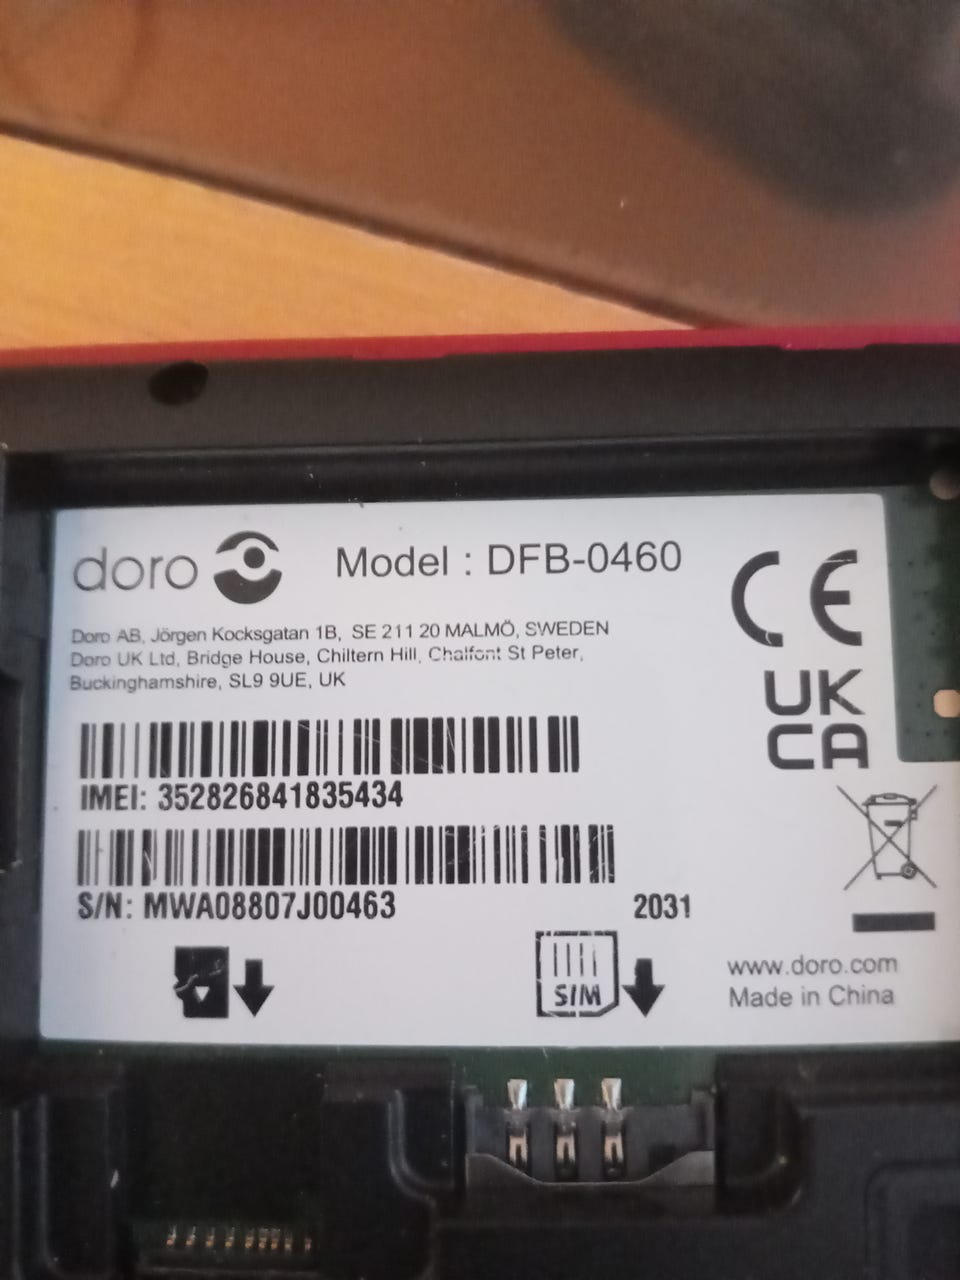 doro Model : DFB-0460
Doro AB, Jörgen Kocksgatan 1B, SE 211 20 MALMÖ, SWEDEN
Doro UK Ltd, Bridge House, Chiltern Hill, Chalfont St Peter,
Buckinghamshire, SL9 9UE, UK
CE
UK
CA
IMEI: 352826841835434
S/N: MWA08807J00463 2031
SIM
www.doro.com
Made in China